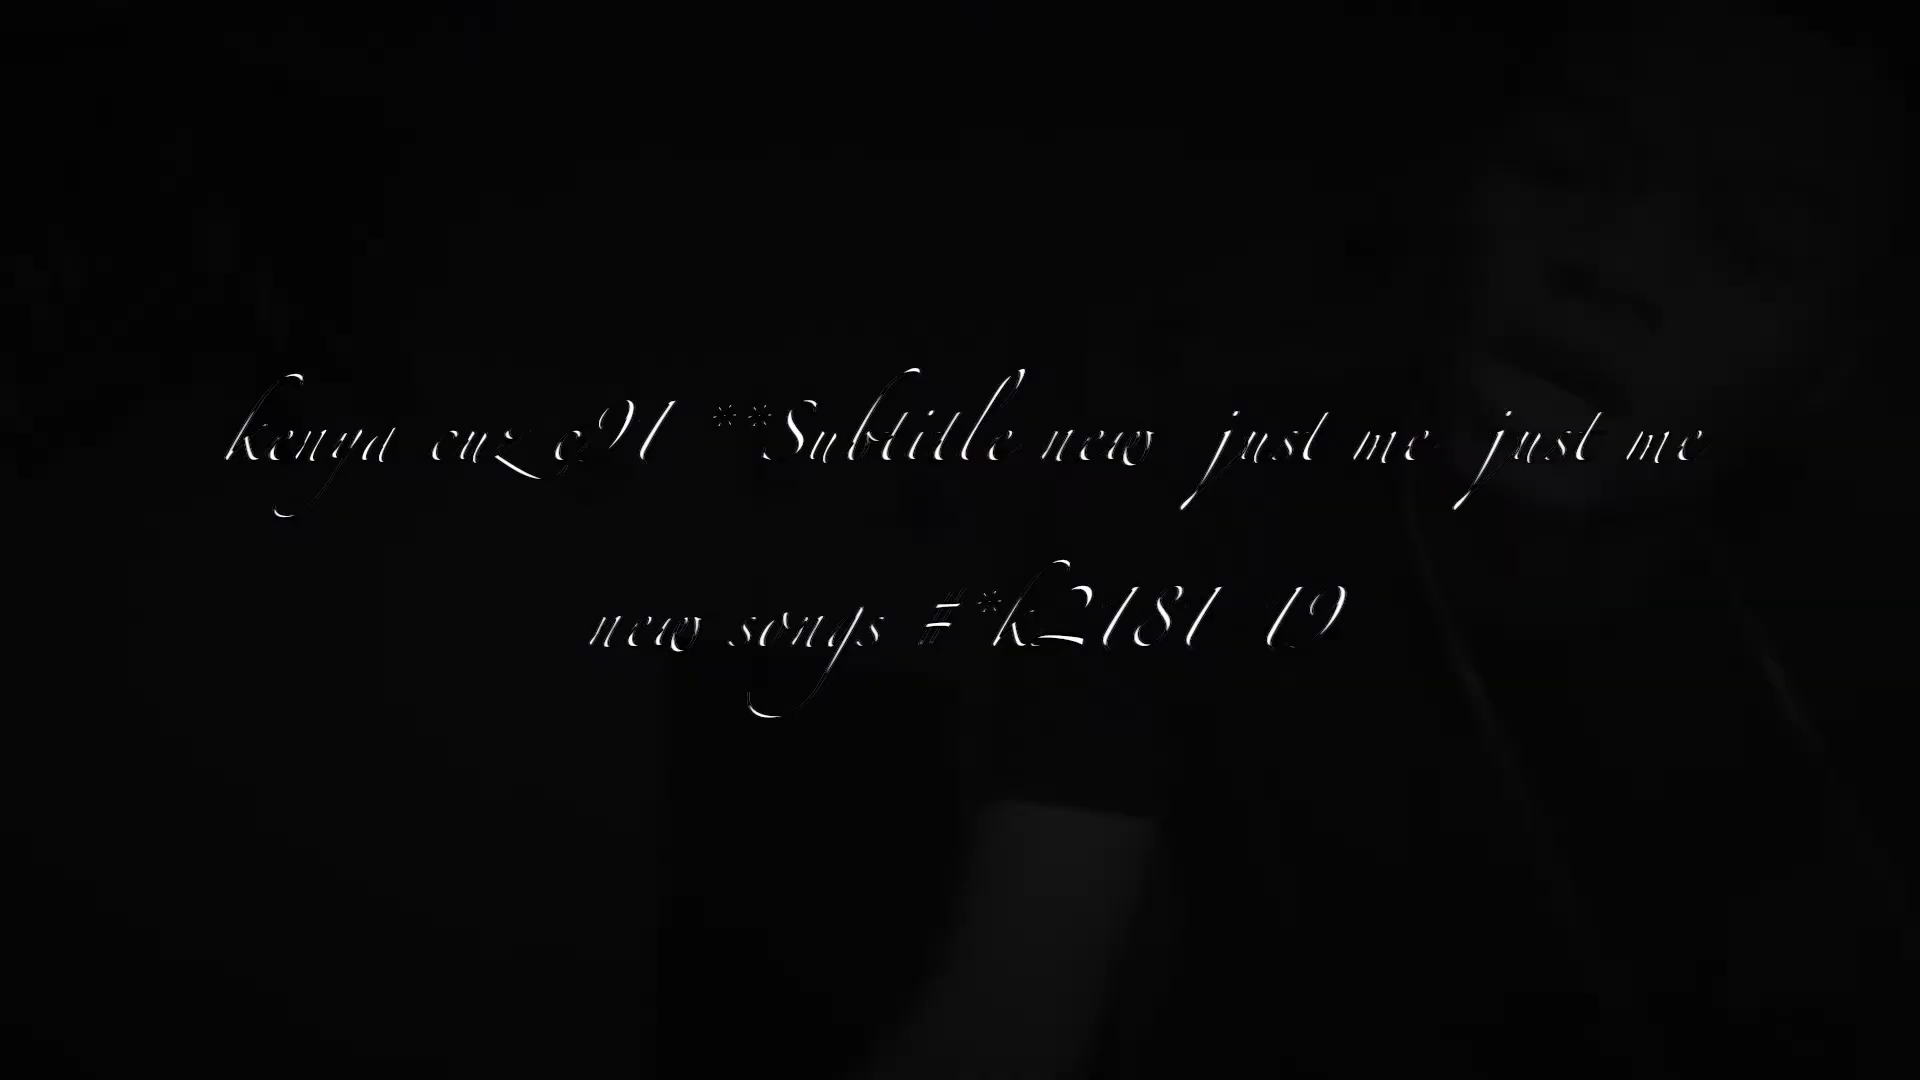 kenya cuz c91 **Subtitle new just me just me
new songs #*k2181 19